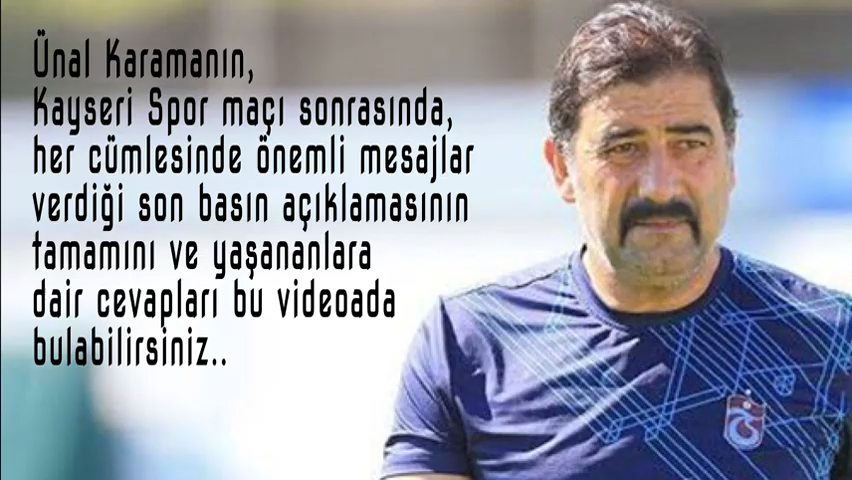 Ünal Karamanın,
Kayseri Spor maçı sonrasında,
her cümlesinde önemli mesajlar
verdiği son basın açıklamasının
tamamını ve yaşananlara
dair cevapları bu videoada
bulabilirsiniz..